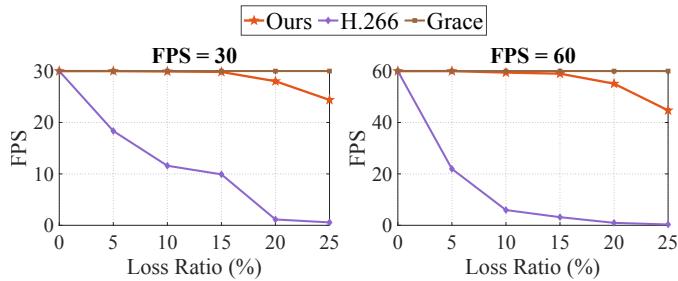 Ours H.266 Grace
FPS = 30
FPS
30
20
10
0
0 5 10 15 20 25
Loss Ratio (%)
FPS = 60
FPS
60
40
20
0
0 5 10 15 20 25
Loss Ratio (%)